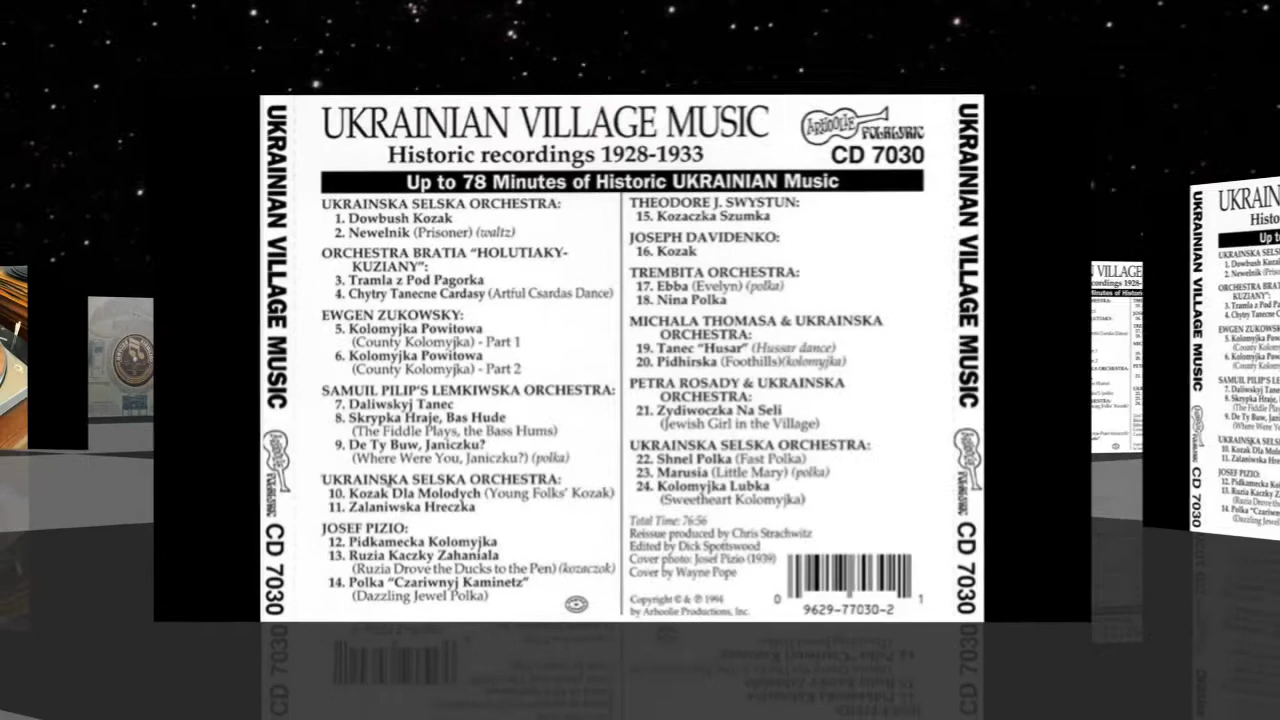 UKRAINIAN VILLAGE MUSIC
Historic recordings 1928-1933
ARHOOLIE
FOLKLYRIC
CD 7030
Up to 78 Minutes of Historic UKRAINIAN Music
UKRAINSKA SELSKA ORCHESTRA:
1. Dowbush Kozak
2. Newelnik (Prisoner) (waltz)
ORCHESTRA BRATIA “HOLUTIAKY-
KUZIANY”:
3. Tramla z Pod Pagorka
4. Chytry Tanecne Cardasy (Artful Csardas Dance)
EWGEN ZUKOWSKY:
5. Kolomyjka Powitowa
(County Kolomyjka) - Part 1
6. Kolomyjka Powitowa
(County Kolomyjka) - Part 2
SAMUIL PILIP’S LEMKIWSKA ORCHESTRA:
7. Daliwskyj Tanec
8. Skrypka Hraje, Bas Hude
(The Fiddle Plays, the Bass Hums)
9. De Ty Buw, Janiczku?
(Where Were You, Janiczku?) (polka)
UKRAINSKA SELSKA ORCHESTRA:
10. Kozak Dla Molodych (Young Folks’ Kozak)
11. Zalaniwska Hreczka
JOSEF PIZIO:
12. Pidkamecka Kolomyjka
13. Ruzia Kaczky Zahaniala
(Ruzia Drove the Ducks to the Pen) (kozaczok)
14. Polka “Czariwnyj Kaminetz”
(Dazzling Jewel Polka)
THEODORE J. SWYSTUN:
15. Kozaczka Szumka
JOSEPH DAVIDENKO:
16. Kozak
TREMBITA ORCHESTRA:
17. Ebba (Evelyn) (polka)
18. Nina Polka
MICHALA THOMASA & UKRAINSKA
ORCHESTRA:
19. Tanec “Husar” (Hussar dance)
20. Pidhirska (Foothills)(kolomyjka)
PETRA ROSADY & UKRAINSKA
ORCHESTRA:
21. Zydiwoczka Na Seli
(Jewish Girl in the Village)
UKRAINSKA SELSKA ORCHESTRA:
22. Shnel Polka (Fast Polka)
23. Marusia (Little Mary) (polka)
24. Kolomyjka Lubka
(Sweetheart Kolomyjka)
Total Time: 76:56
Reissue produced by Chris Strachwitz
Edited by Dick Spottswood
Cover photo: Josef Pizio (1939)
Cover by Wayne Pope
Copyright © & ℗ 1994
by Arhoolie Productions, Inc.
0 9629-77030-2 1
UKRAINIAN VILLAGE MUSIC ARHOOLIE FOLKLYRIC CD 7030
UKRAINIAN VILLAGE MUSIC ARHOOLIE FOLKLYRIC CD 7030